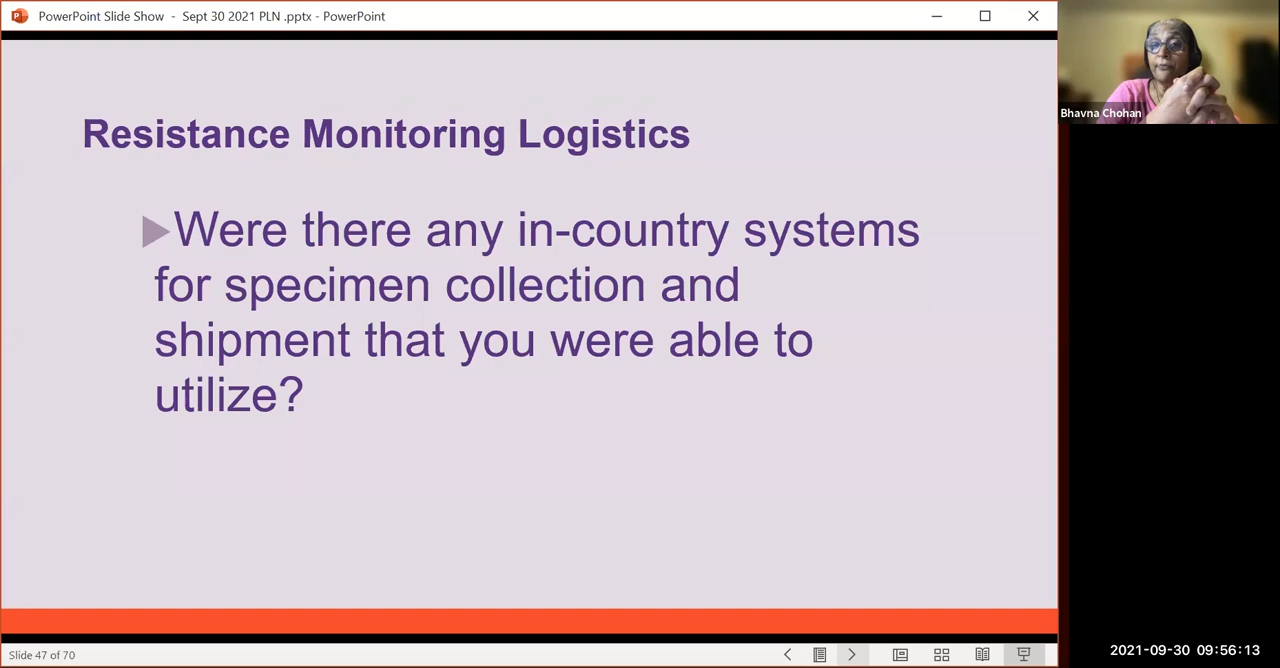 PowerPoint Slide Show - Sept 30 2021 PLN .pptx - PowerPoint
Bhavna Chohan
Resistance Monitoring Logistics
Were there any in-country systems
for specimen collection and
shipment that you were able to
utilize?
Slide 47 of 70
2021-09-30 09:56:13